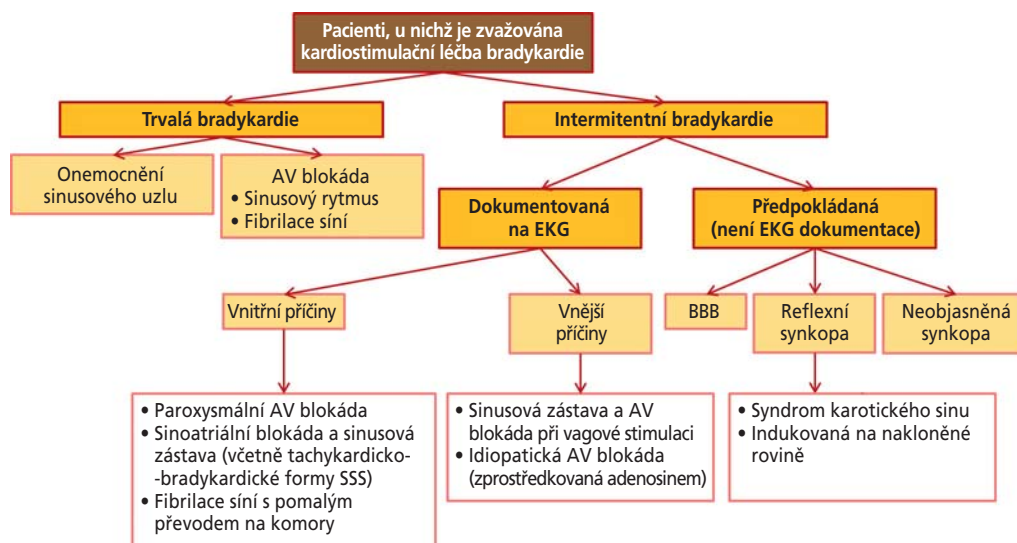 Pacienti, u nichž je zvažována
kardiostimulační léčba bradykardie
Trvalá bradykardie
Intermitentní bradykardie
Onemocnění
sinusového uzlu
AV blokáda
• Sinusový rytmus
• Fibrilace síní
Dokumentovaná
na EKG
Předpokládaná
(není EKG dokumentace)
Vnitřní příčiny
Vnější
příčiny
BBB
Reflexní
synkopa
Neobjasněná
synkopa
• Paroxysmální AV blokáda
• Sinoatriální blokáda a sinusová
zástava (včetně tachykardicko-
-bradykardické formy SSS)
• Fibrilace síní s pomalým
převodem na komory
• Sinusová zástava a AV
blokáda při vagové stimulaci
• Idiopatická AV blokáda
(zprostředkovaná adenosinem)
• Syndrom karotického sinu
• Indukovaná na nakloněné
rovině